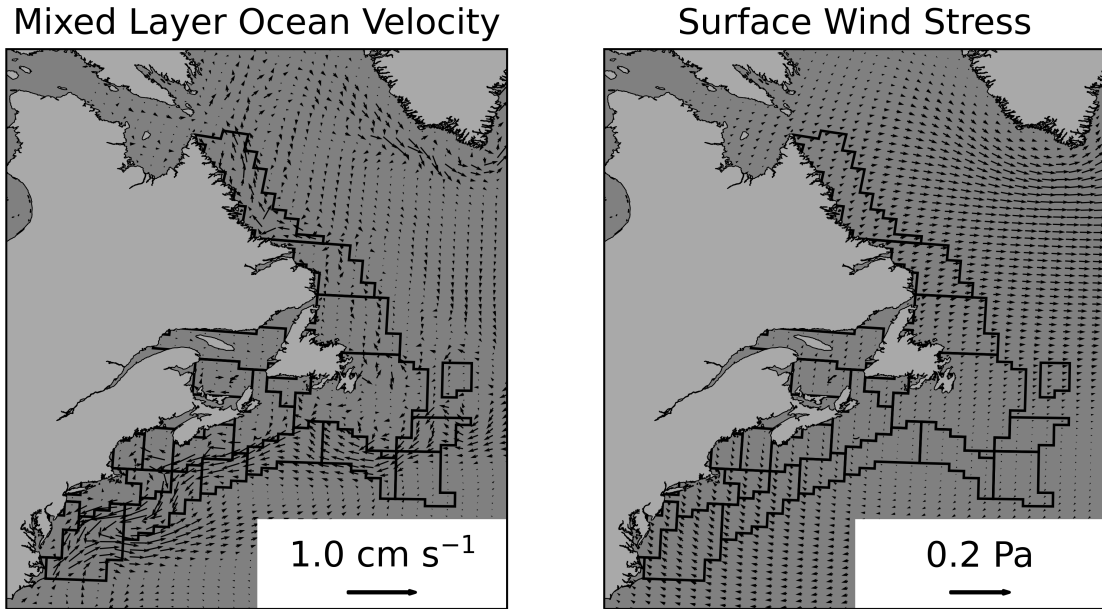 Mixed Layer Ocean Velocity
Surface Wind Stress
1.0 cm s⁻¹
0.2 Pa